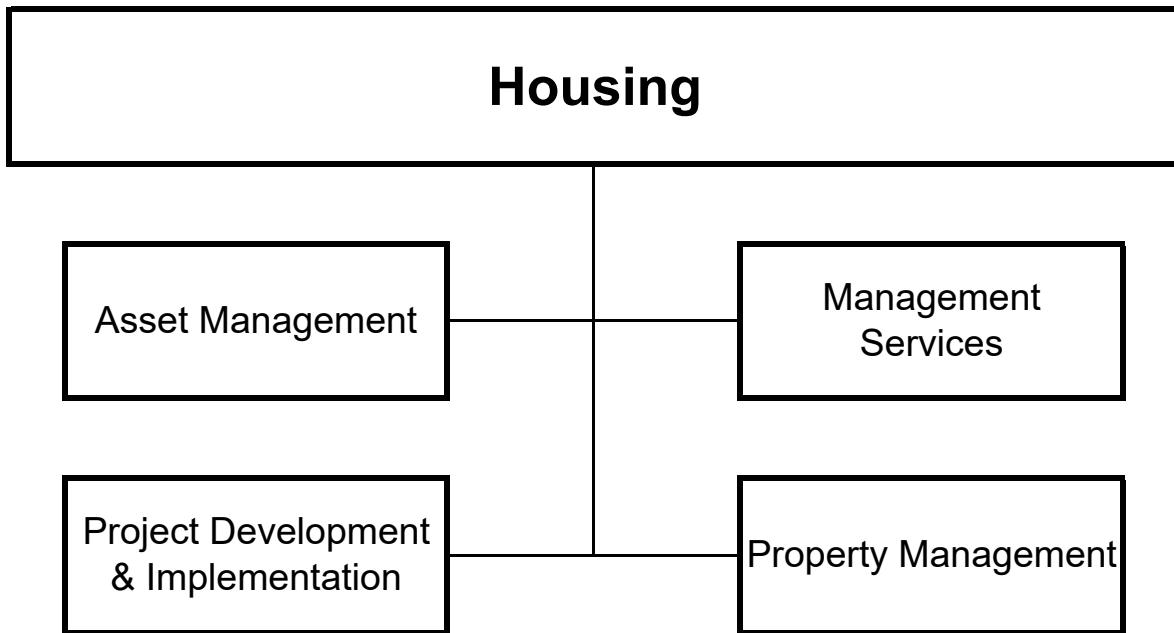 Housing
Asset Management
Management
Services
Project Development
& Implementation
Property Management